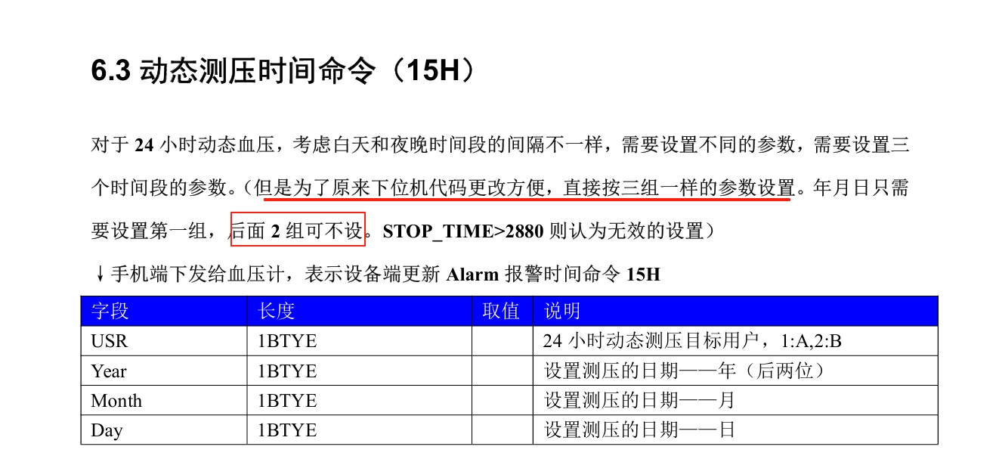 6.3 动态测压时间命令（15H）
对于 24 小时动态血压，考虑白天和夜晚时间段的间隔不一样，需要设置不同的参数，需要设置三
个时间段的参数。（但是为了原来下位机代码更改方便，直接按三组一样的参数设置。年月日只需
要设置第一组，后面 2 组可不设。STOP_TIME>2880 则认为无效的设置）
↓手机端下发给血压计，表示设备端更新 Alarm 报警时间命令 15H
字段 长度 取值 说明
USR 1BTYE 24 小时动态测压目标用户，1:A,2:B
Year 1BTYE 设置测压的日期——年（后两位）
Month 1BTYE 设置测压的日期——月
Day 1BTYE 设置测压的日期——日